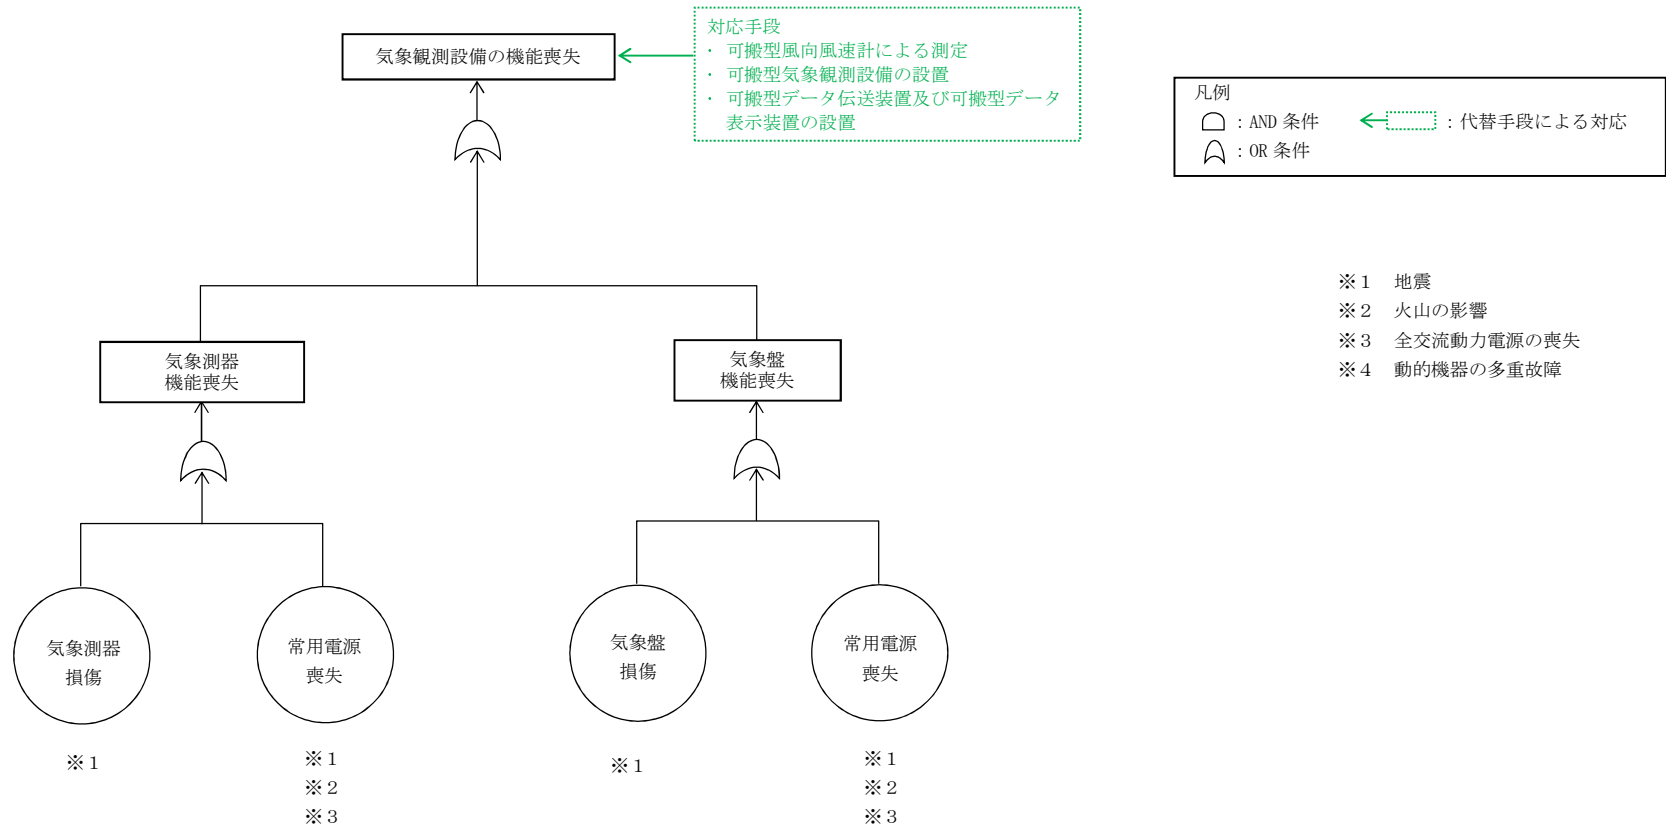 気象観測設備の機能喪失
対応手段
・ 可搬型風向風速計による測定
・ 可搬型気象観測設備の設置
・ 可搬型データ伝送装置及び可搬型データ
表示装置の設置
凡例
：AND 条件
：代替手段による対応
：OR 条件
※１ 地震
※２ 火山の影響
※３ 全交流動力電源の喪失
※４ 動的機器の多重故障
気象測器
機能喪失
気象盤
機能喪失
気象測器
損傷
常用電源
喪失
気象盤
損傷
常用電源
喪失
※１
※１
※２
※３
※１
※１
※２
※３